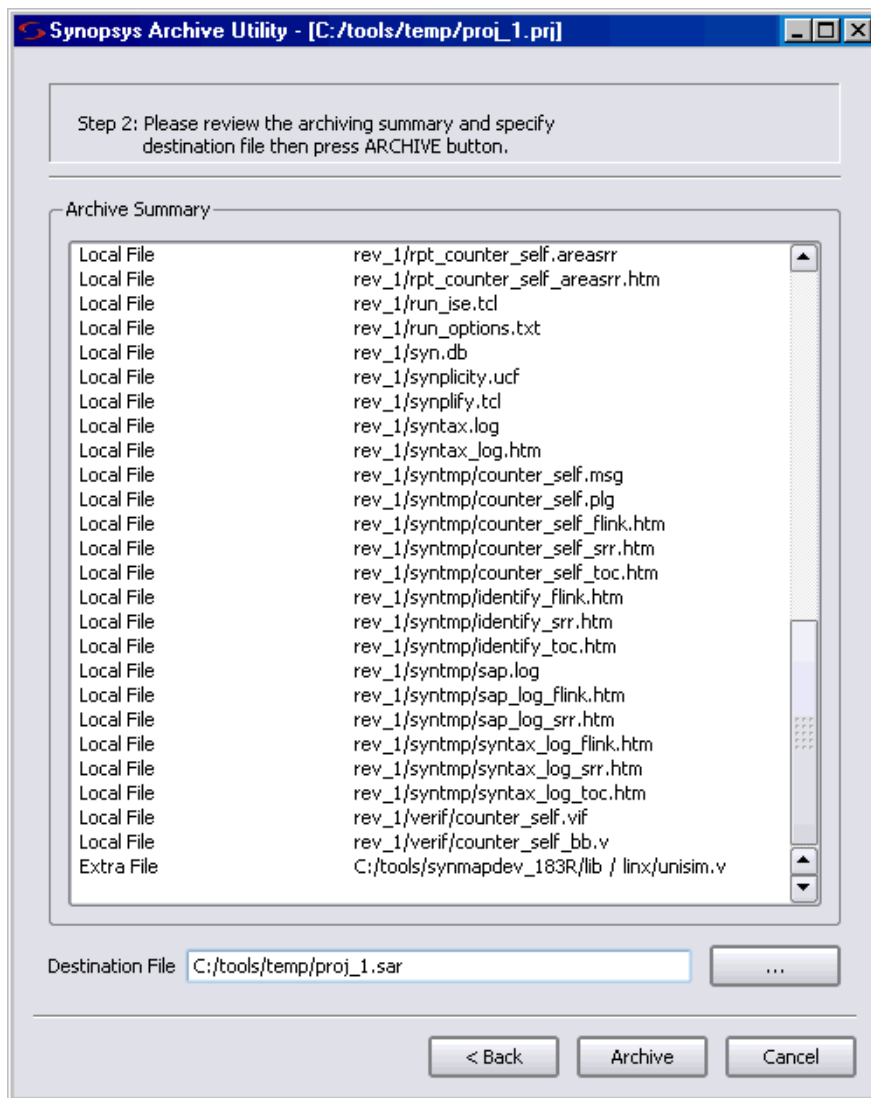 Synopsys Archive Utility - [C:/tools/temp/proj_1.prj]
Step 2: Please review the archiving summary and specify
destination file then press ARCHIVE button.
Archive Summary
Local File rev_1/rpt_counter_self.areasrr
Local File rev_1/rpt_counter_self_areasrr.htm
Local File rev_1/run_ise.tcl
Local File rev_1/run_options.txt
Local File rev_1/syn.db
Local File rev_1/synplicity.ucf
Local File rev_1/synplify.tcl
Local File rev_1/syntax.log
Local File rev_1/syntax_log.htm
Local File rev_1/syntmp/counter_self.msg
Local File rev_1/syntmp/counter_self.plg
Local File rev_1/syntmp/counter_self_flink.htm
Local File rev_1/syntmp/counter_self_srr.htm
Local File rev_1/syntmp/counter_self_toc.htm
Local File rev_1/syntmp/identify_flink.htm
Local File rev_1/syntmp/identify_srr.htm
Local File rev_1/syntmp/identify_toc.htm
Local File rev_1/syntmp/sap.log
Local File rev_1/syntmp/sap_log_flink.htm
Local File rev_1/syntmp/sap_log_srr.htm
Local File rev_1/syntmp/syntax_log_flink.htm
Local File rev_1/syntmp/syntax_log_srr.htm
Local File rev_1/syntmp/syntax_log_toc.htm
Local File rev_1/verif/counter_self.vif
Local File rev_1/verif/counter_self_bb.v
Extra File C:/tools/synmapdev_183R/lib / linx/unisim.v
Destination File C:/tools/temp/proj_1.sar ...
< Back Archive Cancel